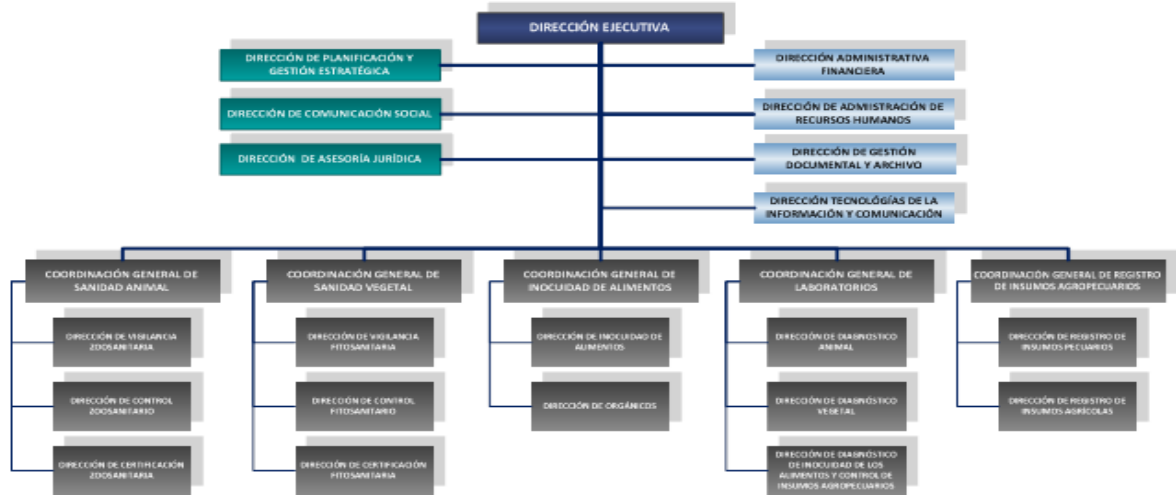 DIRECCIÓN EJECUTIVA
DIRECCIÓN DE PLANIFICACIÓN Y
GESTIÓN ESTRATÉGICA
DIRECCIÓN ADMINISTRATIVA
FINANCIERA
DIRECCIÓN DE COMUNICACIÓN SOCIAL
DIRECCIÓN DE ADMISTRACIÓN DE
RECURSOS HUMANOS
DIRECCIÓN DE ASESORÍA JURÍDICA
DIRECCIÓN DE GESTIÓN
DOCUMENTAL Y ARCHIVO
DIRECCIÓN TECNOLÓGÍAS DE LA
INFORMACIÓN Y COMUNICACIÓN
COORDINACIÓN GENERAL DE
SANIDAD ANIMAL
COORDINACIÓN GENERAL DE
SANIDAD VEGETAL
COORDINACIÓN GENERAL DE
INOCUIDAD DE ALIMENTOS
COORDINACIÓN GENERAL DE
LABORATORIOS
COORDINACIÓN GENERAL DE REGISTRO
DE INSUMOS AGROPECUARIOS
DIRECCIÓN DE VIGILANCIA
ZOOSANITARIA
DIRECCIÓN DE VIGILANCIA
FITOSANITARIA
DIRECCIÓN DE INOCUIDAD DE
ALIMENTOS
DIRECCIÓN DE DIAGNOSTICO
ANIMAL
DIRECCIÓN DE REGISTRO DE
INSUMOS PECUARIOS
DIRECCIÓN DE CONTROL
ZOOSANITARIO
DIRECCIÓN DE CONTROL
FITOSANITARIO
DIRECCIÓN DE ORGÁNICOS
DIRECCIÓN DE DIAGNÓSTICO
VEGETAL
DIRECCIÓN DE REGISTRO DE
INSUMOS AGRÍCOLAS
DIRECCIÓN DE CERTIFICACIÓN
ZOOSANITARIA
DIRECCIÓN DE CERTIFICACIÓN
FITOSANITARIA
DIRECCIÓN DE DIAGNÓSTICO
DE INOCUIDAD DE LOS
ALIMENTOS Y CONTROL DE
INSUMOS AGROPECUARIOS